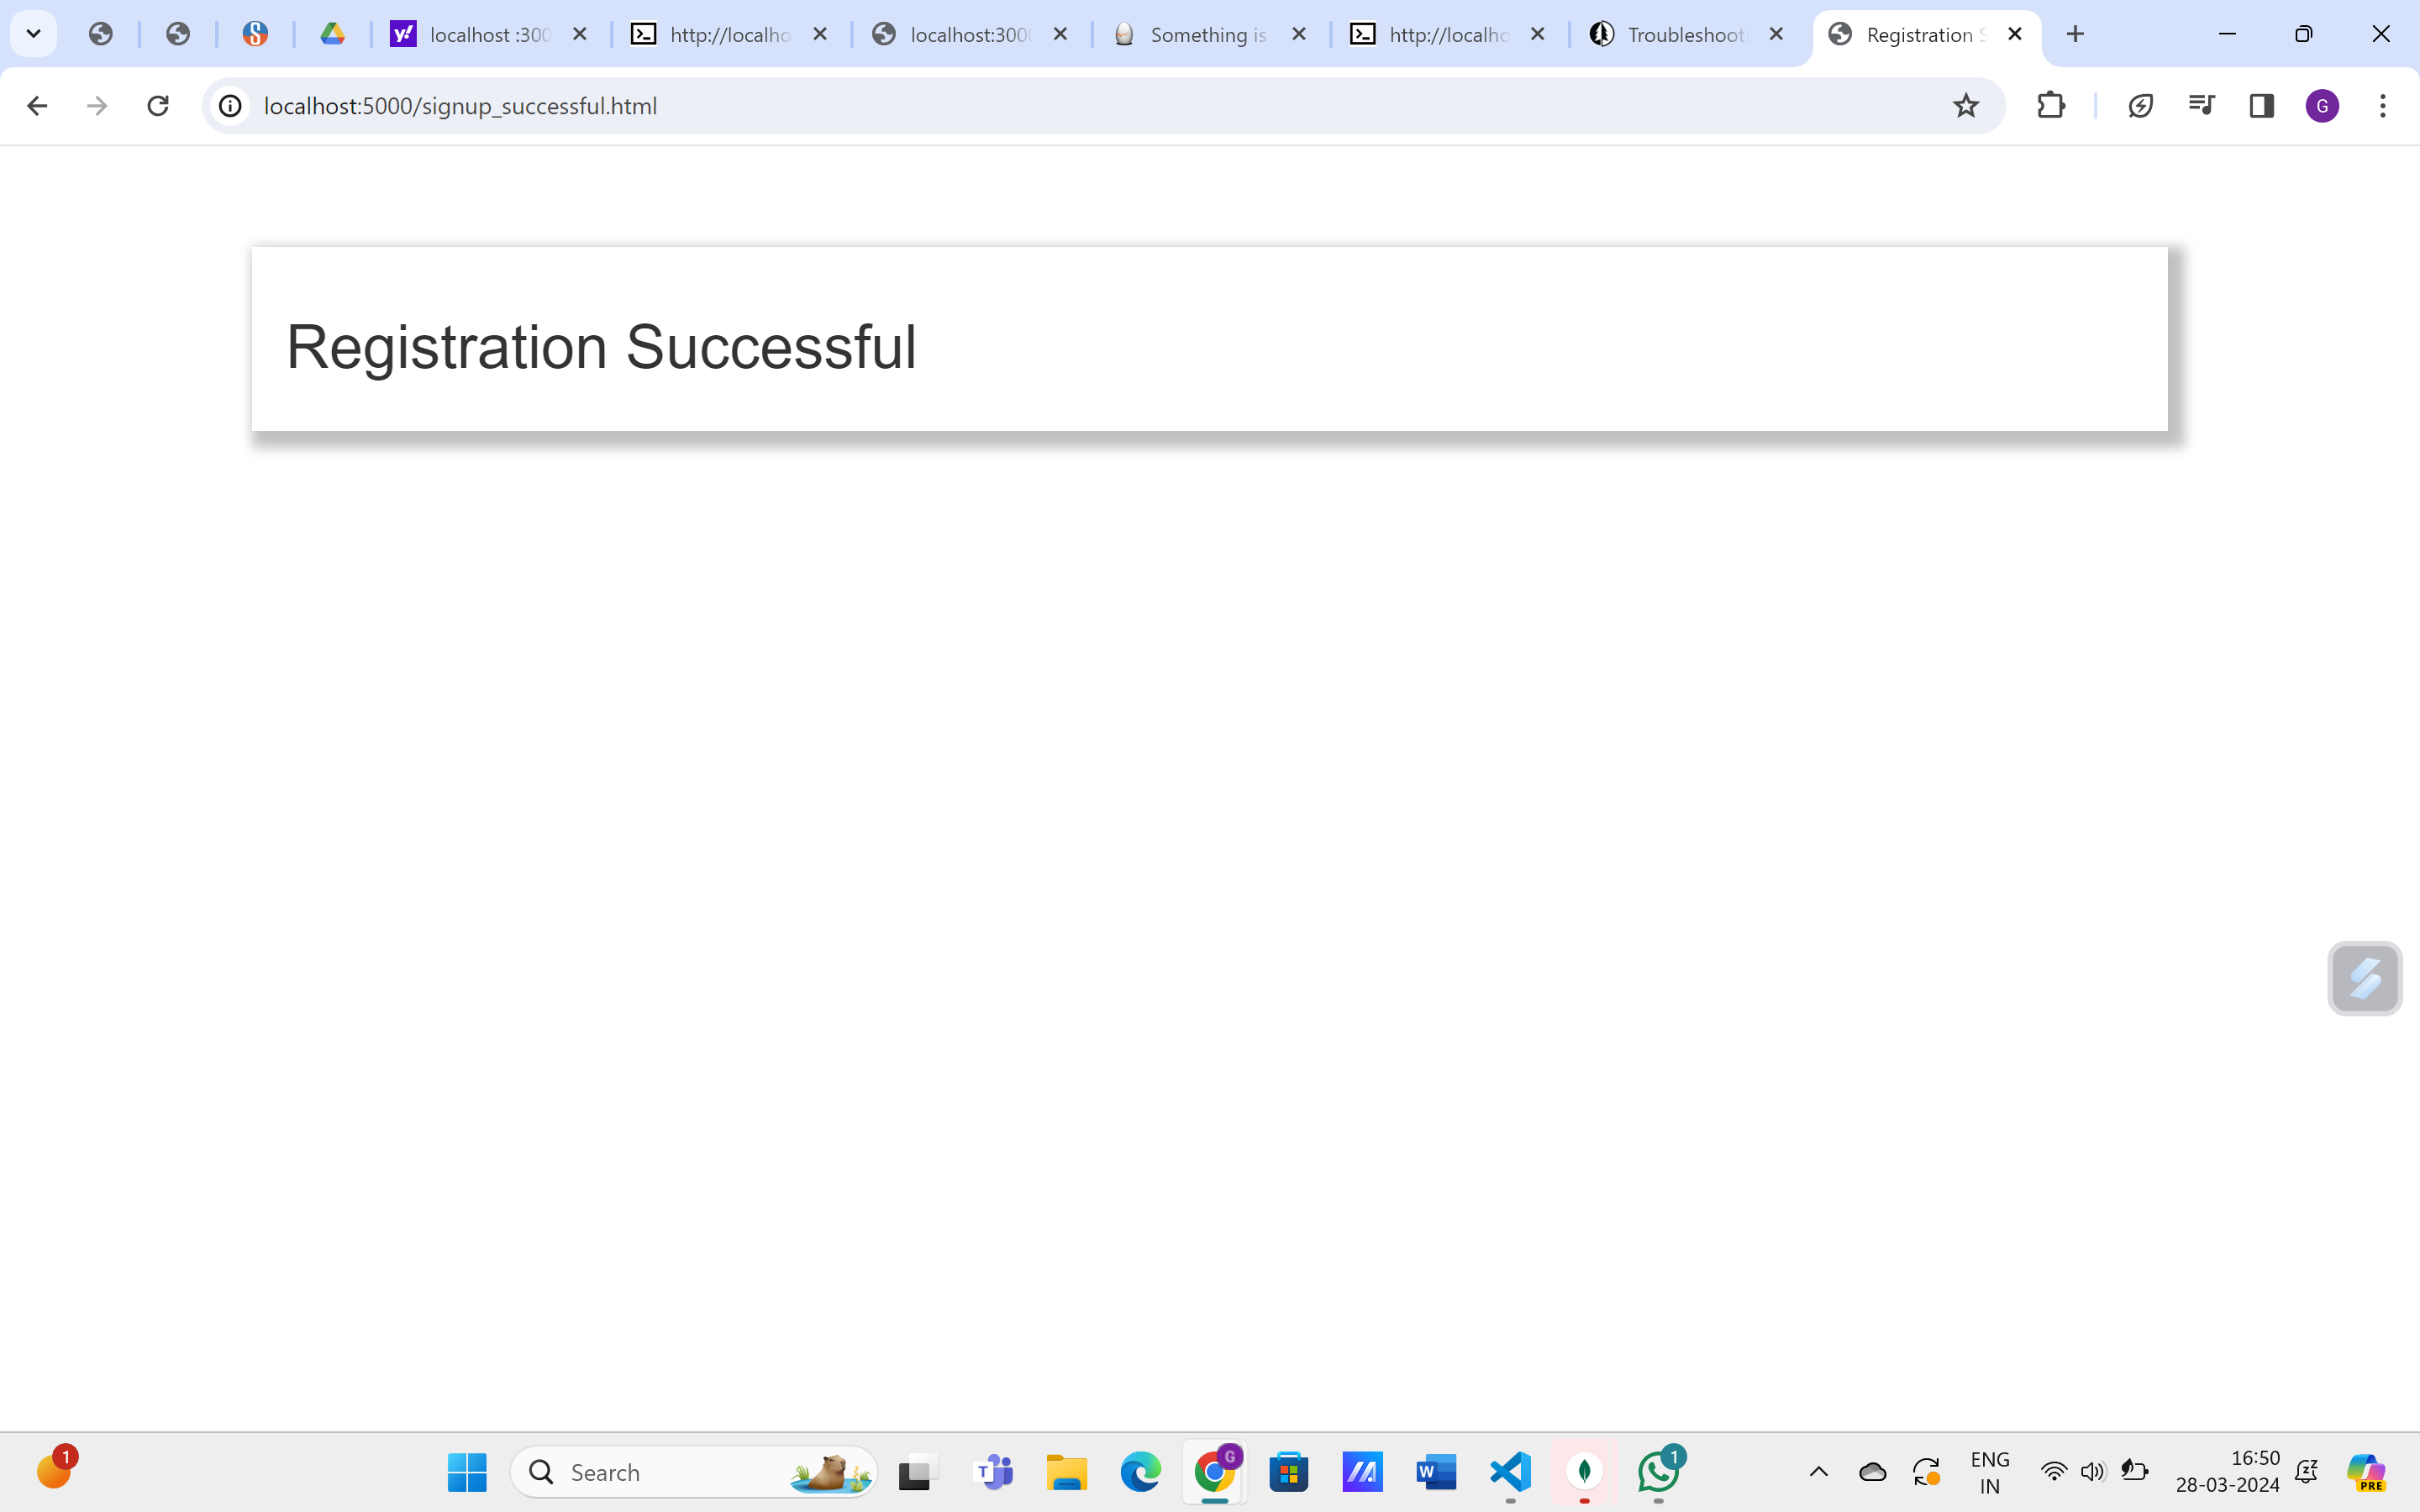 localhost :300
http://localho
localhost:3000
Something is
http://localho
Troubleshoot
Registration S
localhost:5000/signup_successful.html
G
Registration Successful
1
Search
T
G
W
1
ENG
IN
16:50
28-03-2024
PRE